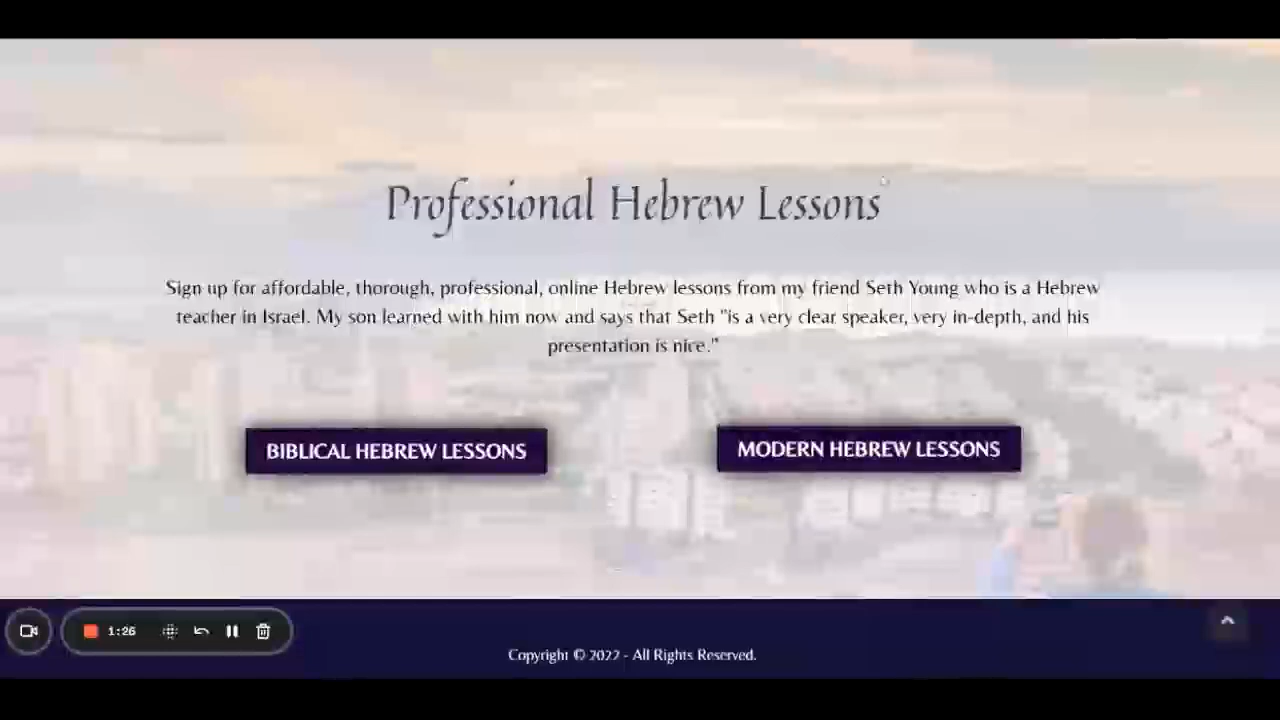 Professional Hebrew Lessons
Sign up for affordable, thorough, professional, online Hebrew lessons from my friend Seth Young who is a Hebrew
teacher in Israel. My son learned with him now and says that Seth "is a very clear speaker, very in-depth, and his
presentation is nice."
BIBLICAL HEBREW LESSONS
MODERN HEBREW LESSONS
1:26
Copyright © 2022 - All Rights Reserved.